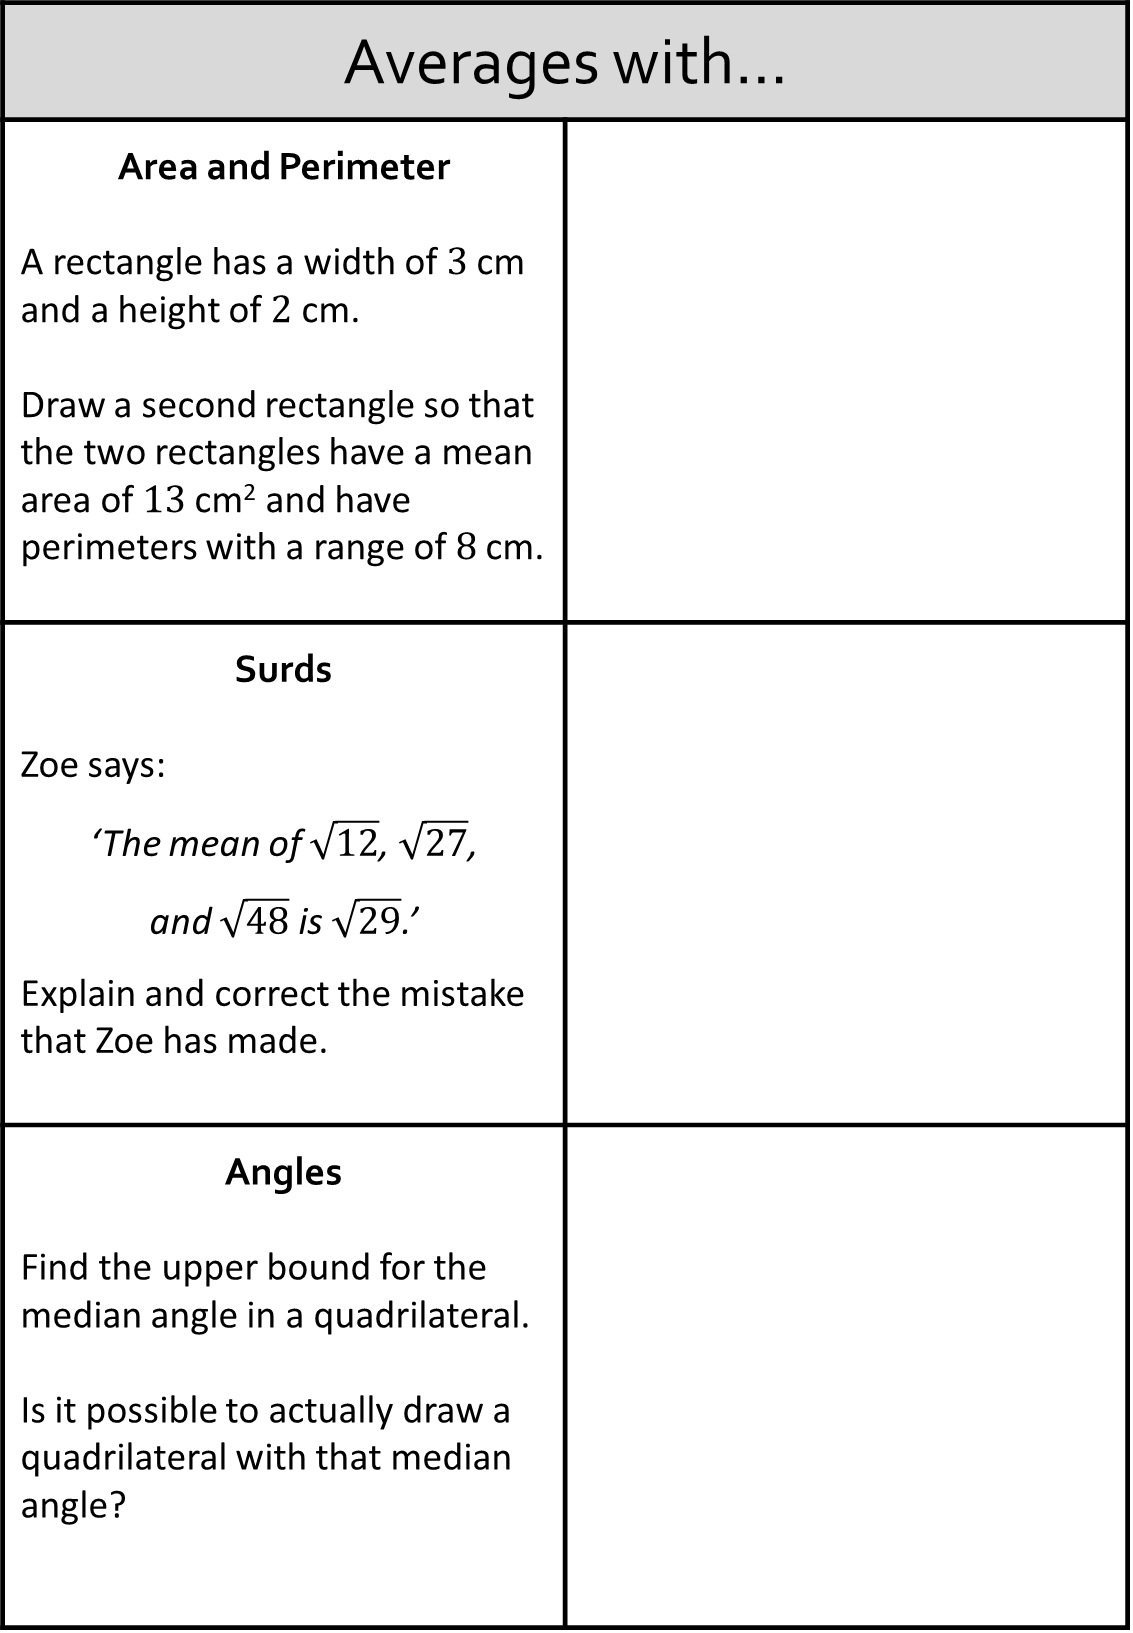 Averages with...
Area and Perimeter
A rectangle has a width of 3 cm
and a height of 2 cm.
Draw a second rectangle so that
the two rectangles have a mean
area of 13 cm² and have
perimeters with a range of 8 cm.
Surds
Zoe says:
‘The mean of √12, √27,
and √48 is √29.’
Explain and correct the mistake
that Zoe has made.
Angles
Find the upper bound for the
median angle in a quadrilateral.
Is it possible to actually draw a
quadrilateral with that median
angle?